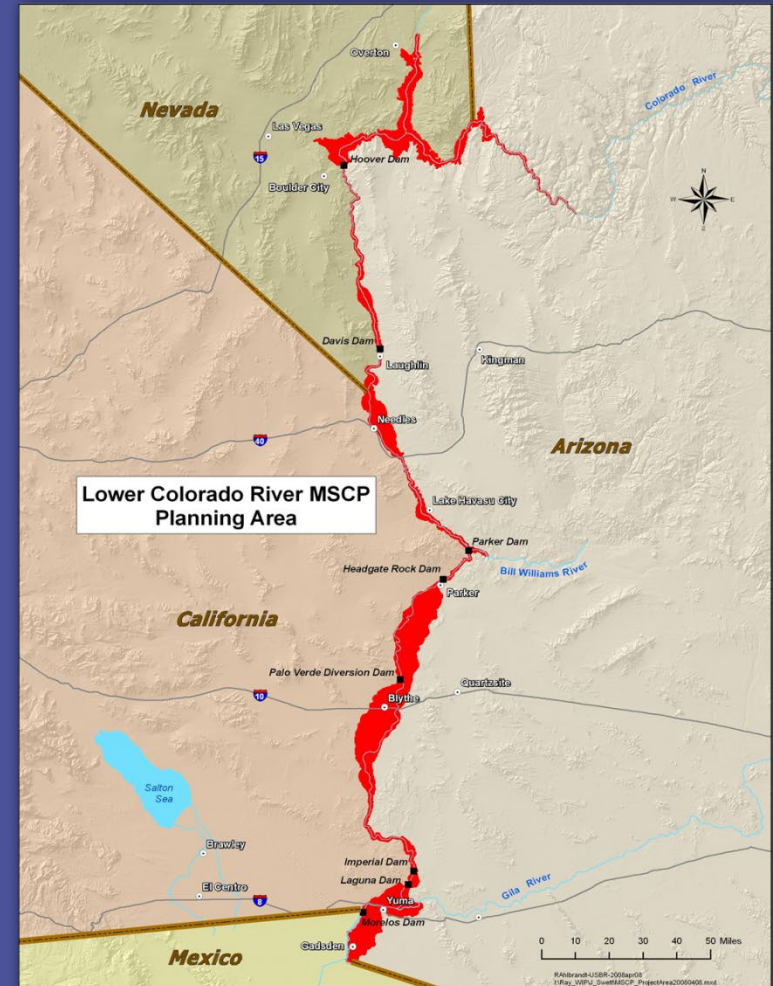 Overton
Colorado River
Nevada
Las Vegas
15
Hoover Dam
Boulder City
N
W
E
S
Davis Dam
Laughlin
Kingman
Needles
40
Arizona
Lower Colorado River MSCP
Planning Area
Lake Havasu City
Parker Dam
Headgate Rock Dam
Bill Williams River
Parker
California
Palo Verde Diversion Dam
Quartzsite
10
Blythe
Salton
Sea
Brawley
Imperial Dam
Laguna Dam
El Centro
Gila River
8
Yuma
Morelos Dam
Gadsden
Mexico
0 10 20 30 40 50 Miles